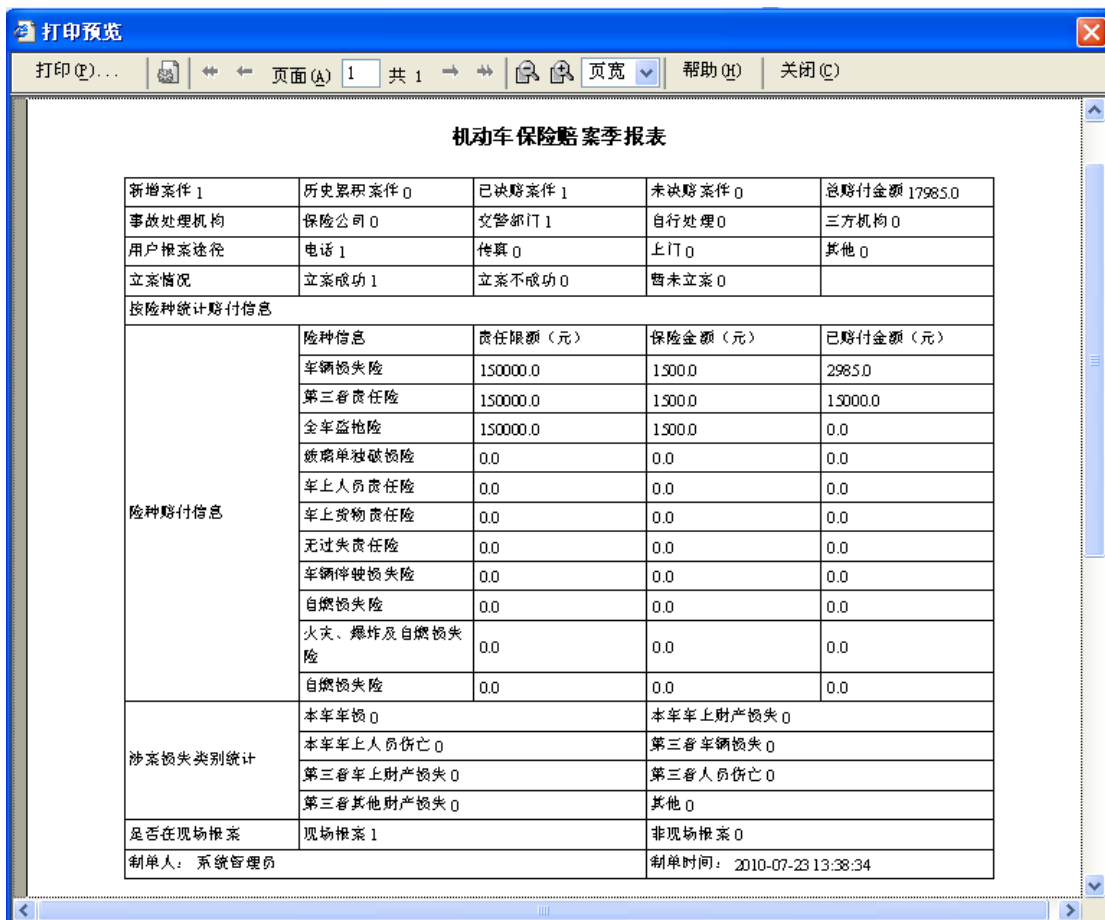 打印预览
打印(P)... 页面(A) 1 共 1 页宽 帮助(H) 关闭(C)
机动车保险赔案季报表
新增案件 1 历史累积案件 0 已决赔案件 1 未决赔案件 0 总赔付金额 17985.0
事故处理机构 保险公司 0 交警部门 1 自行处理 0 三方机构 0
用户报案途径 电话 1 传真 0 上门 0 其他 0
立案情况 立案成功 1 立案不成功 0 暂未立案 0
按险种统计赔付信息
险种信息 责任限额（元） 保险金额（元） 已赔付金额（元）
车辆损失险 150000.0 1500.0 2985.0
第三者责任险 150000.0 1500.0 15000.0
全车盗抢险 150000.0 1500.0 0.0
玻璃单独破损险 0.0 0.0 0.0
车上人员责任险 0.0 0.0 0.0
险种赔付信息 车上货物责任险 0.0 0.0 0.0
无过失责任险 0.0 0.0 0.0
车辆停驶损失险 0.0 0.0 0.0
自燃损失险 0.0 0.0 0.0
火灾、爆炸及自燃损失
险 0.0 0.0 0.0
自燃损失险 0.0 0.0 0.0
本车车损 0 本车车上财产损失 0
涉案损失类别统计 本车车上人员伤亡 0 第三者车辆损失 0
第三者车上财产损失 0 第三者人员伤亡 0
第三者其他财产损失 0 其他 0
是否在现场报案 现场报案 1 非现场报案 0
制单人： 系统管理员 制单时间： 2010-07-23 13:38:34